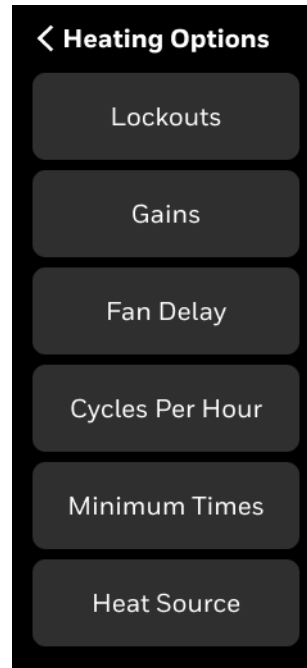 Heating Options
Lockouts
Gains
Fan Delay
Cycles Per Hour
Minimum Times
Heat Source